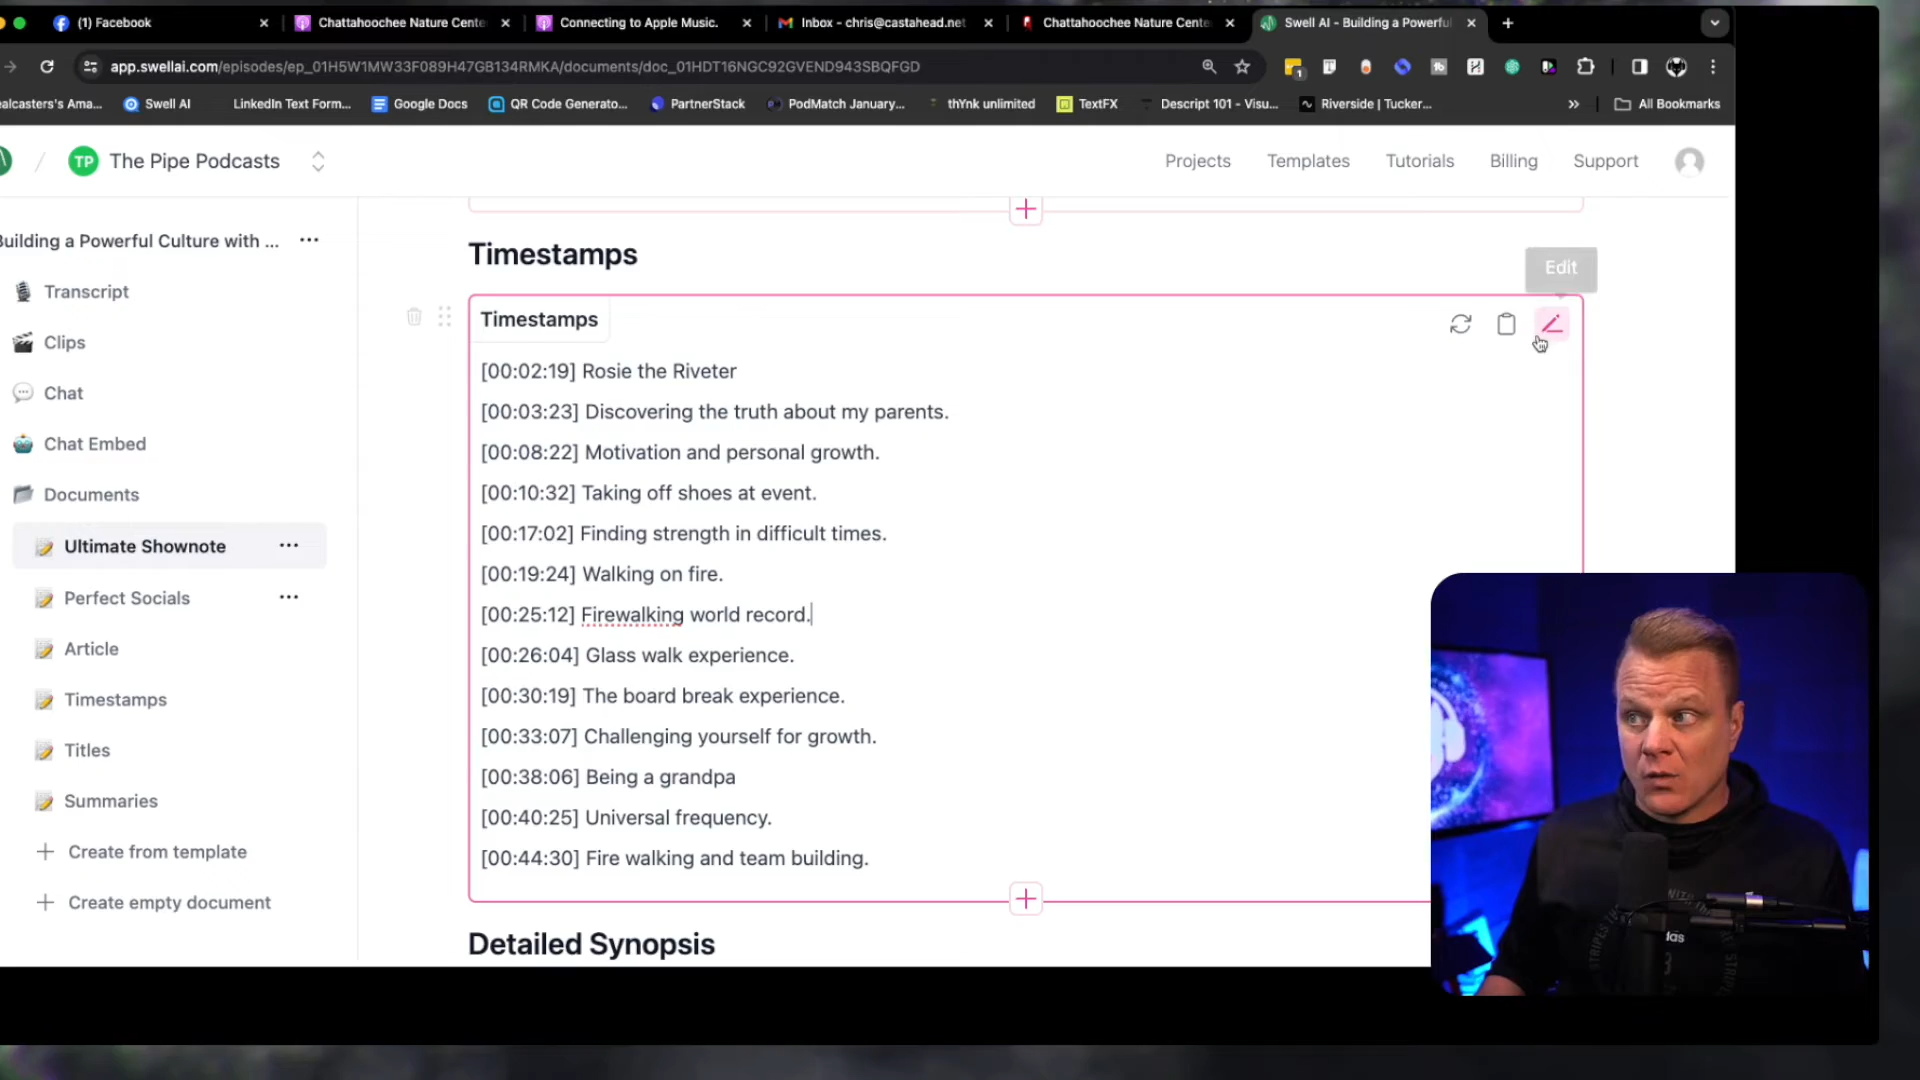 (1) Facebook
Chattahoochee Nature Cente
Connecting to Apple Music.
Inbox - chris@castahead.net
Chattahoochee Nature Cente
Swell AI - Building a Powerful
app.swellai.com/episodes/ep_01H5W1MW33F089H47GB134RMKA/documents/doc_01HDT16NGC92GVEND943SBQFGD
1
ealcasters's Ama...
Swell AI
LinkedIn Text Form...
Google Docs
QR Code Generato...
PartnerStack
PodMatch January...
thYnk unlimited
TextFX
Descript 101 - Visu...
Riverside | Tucker...
All Bookmarks
/ TP The Pipe Podcasts
Projects
Templates
Tutorials
Billing
Support
Building a Powerful Culture with ...
Transcript
Clips
Chat
Chat Embed
Documents
Ultimate Shownote
Perfect Socials
Article
Timestamps
Titles
Summaries
Create from template
Create empty document
Timestamps
Edit
Timestamps
[00:02:19] Rosie the Riveter
[00:03:23] Discovering the truth about my parents.
[00:08:22] Motivation and personal growth.
[00:10:32] Taking off shoes at event.
[00:17:02] Finding strength in difficult times.
[00:19:24] Walking on fire.
[00:25:12] Firewalking world record.
[00:26:04] Glass walk experience.
[00:30:19] The board break experience.
[00:33:07] Challenging yourself for growth.
[00:38:06] Being a grandpa
[00:40:25] Universal frequency.
[00:44:30] Fire walking and team building.
Detailed Synopsis